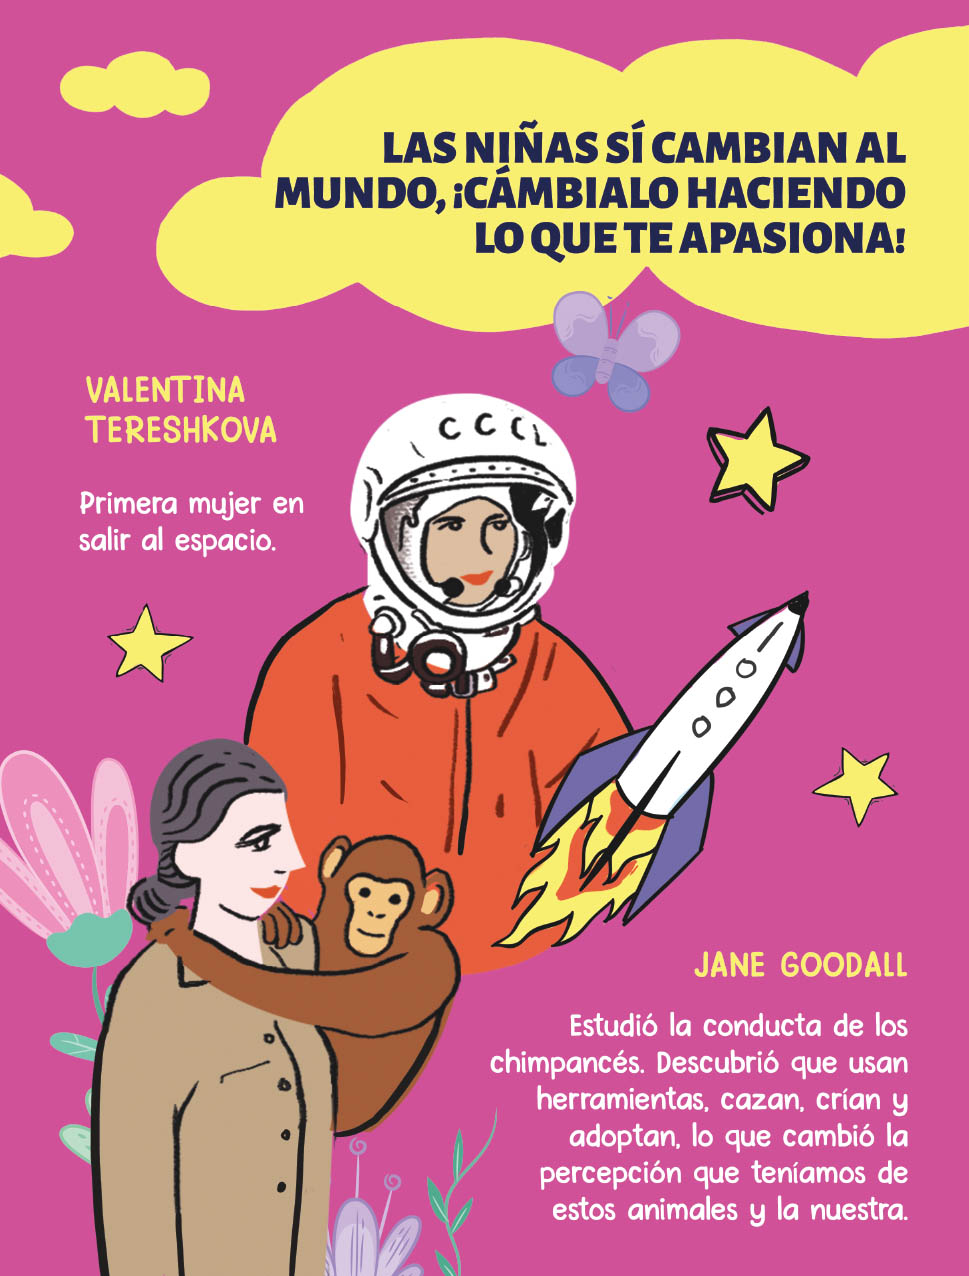 LAS NIÑAS SÍ CAMBIAN AL
MUNDO, ¡CÁMBIALO HACIENDO
LO QUE TE APASIONA!
VALENTINA
TERESHKOVA
Primera mujer en
salir al espacio.
CCCL
JANE GOODALL
Estudió la conducta de los
chimpancés. Descubrió que usan
herramientas, cazan, crían y
adoptan, lo que cambió la
percepción que teníamos de
estos animales y la nuestra.